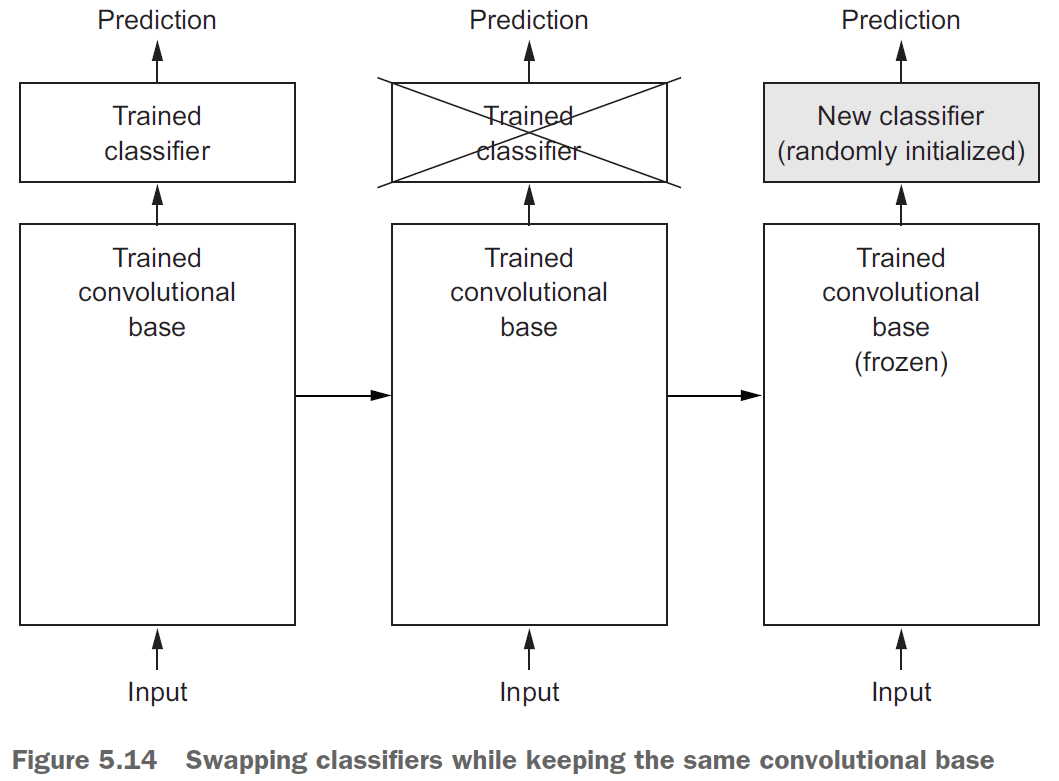 Prediction
Trained
classifier
Trained
convolutional
base
Input
Prediction
Trained
classifier
Trained
convolutional
base
Input
Prediction
New classifier
(randomly initialized)
Trained
convolutional
base
(frozen)
Input
Figure 5.14 Swapping classifiers while keeping the same convolutional base